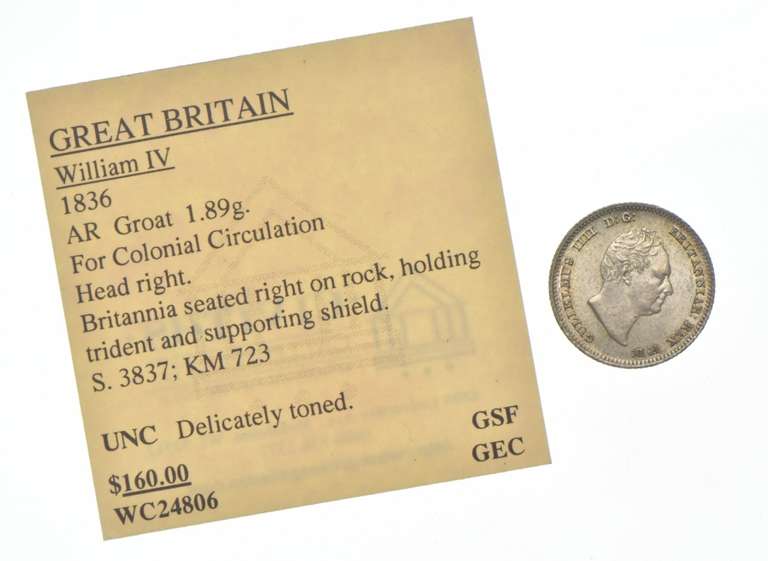 GREAT BRITAIN
William IV
1836
AR Groat 1.89g.
For Colonial Circulation
Head right.
Britannia seated right on rock, holding
trident and supporting shield.
S. 3837; KM 723
UNC Delicately toned.
GSF
$160.00
GEC
WC24806
GULIELMUS IIII D: G: BRITANNIAR: REX